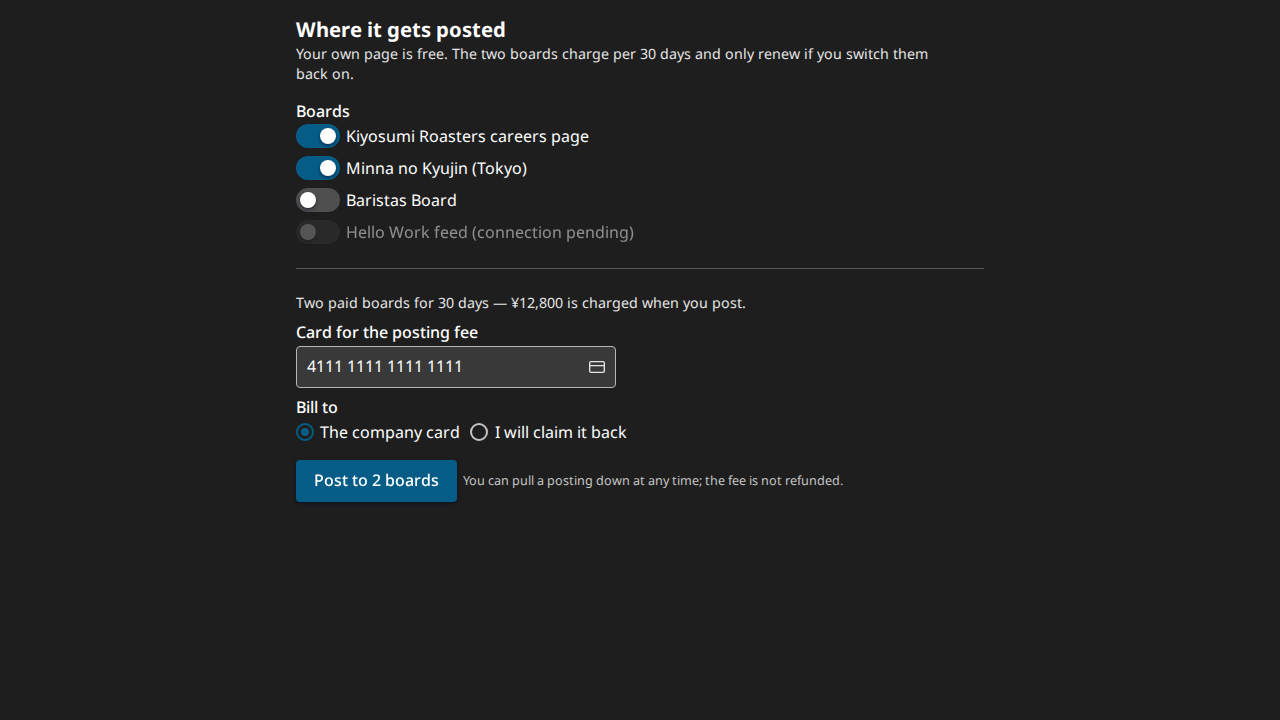 Where it gets posted
Your own page is free. The two boards charge per 30 days and only renew if you switch them
back on.
Boards
Kiyosumi Roasters careers page
Minna no Kyujin (Tokyo)
Baristas Board
Hello Work feed (connection pending)
Two paid boards for 30 days — ¥12,800 is charged when you post.
Card for the posting fee
4111 1111 1111 1111
Bill to
The company card I will claim it back
Post to 2 boards You can pull a posting down at any time; the fee is not refunded.